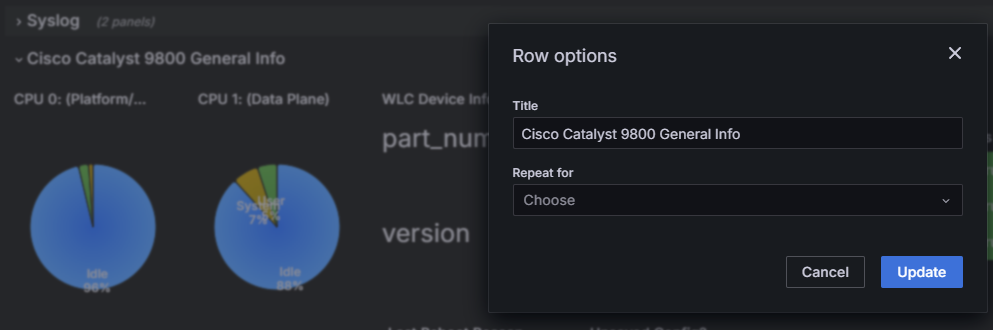 Syslog (2 panels)
Cisco Catalyst 9800 General Info
CPU 0: (Platform/...
CPU 1: (Data Plane)
WLC Device Info
part_num
version
Idle
96%
System
7%
User
5%
Idle
88%
Row options
Title
Cisco Catalyst 9800 General Info
Repeat for
Choose
Cancel
Update